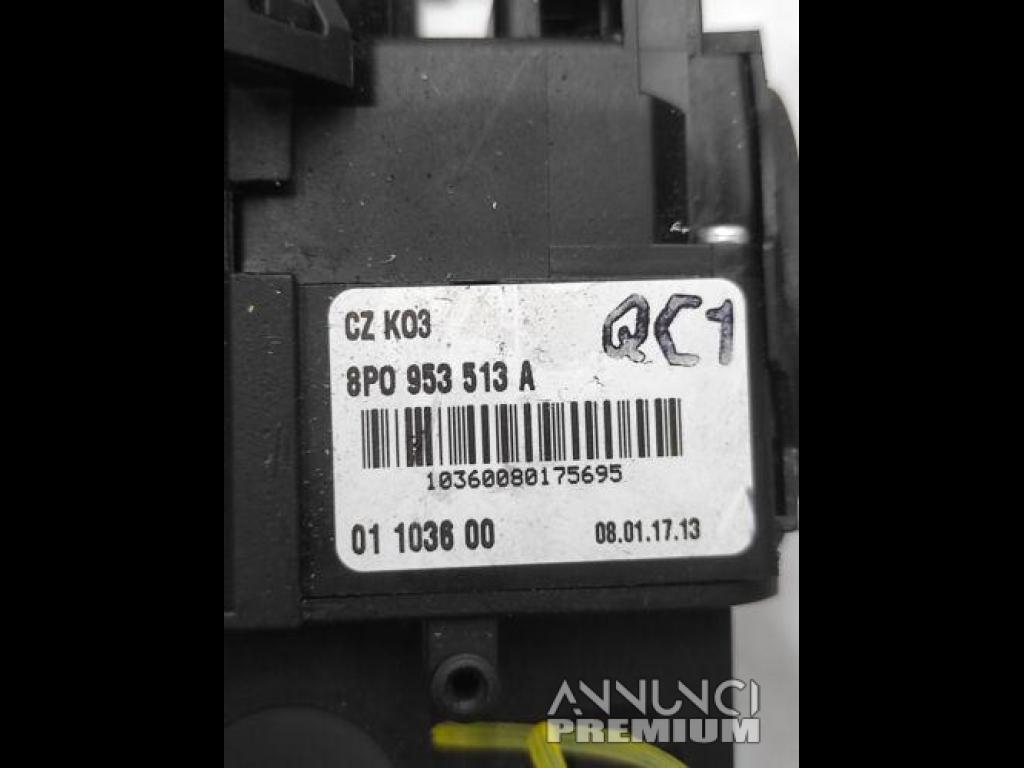 CZ K03
QC1
8P0 953 513 A
10360080175695
01 1036 00
08.01.17.13
ANNUNCI
PREMIUM